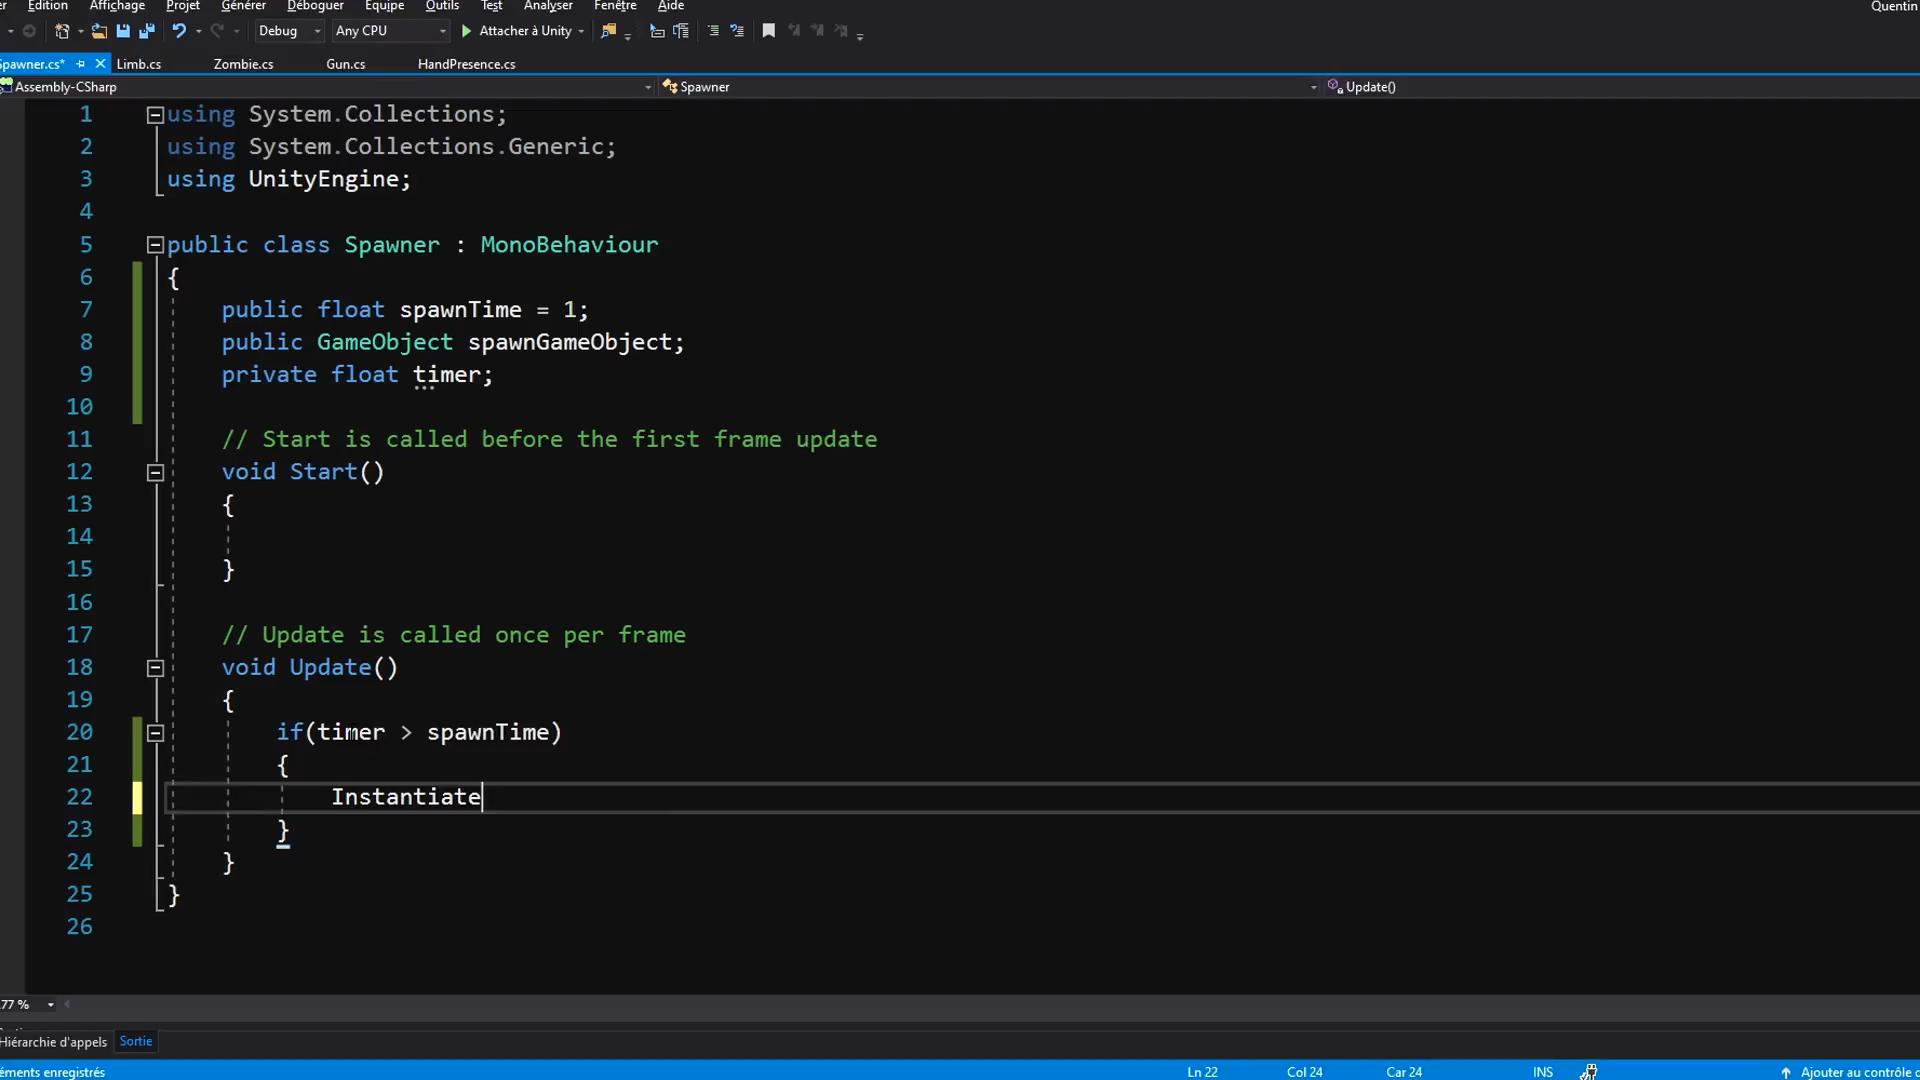 Edition Affichage Projet Générer Déboguer Equipe Outils Test Analyser Fenêtre Aide Quentin
Debug Any CPU Attacher à Unity
Spawner.cs* Limb.cs Zombie.cs Gun.cs HandPresence.cs
Assembly-CSharp Spawner Update()
1 using System.Collections;
2 using System.Collections.Generic;
3 using UnityEngine;
4
5 public class Spawner : MonoBehaviour
6 {
7 public float spawnTime = 1;
8 public GameObject spawnGameObject;
9 private float timer;
10
11 // Start is called before the first frame update
12 void Start()
13 {
14
15 }
16
17 // Update is called once per frame
18 void Update()
19 {
20 if(timer > spawnTime)
21 {
22 Instantiate
23 }
24 }
25 }
26
77 %
Hiérarchie d'appels Sortie
éments enregistrés Ln 22 Col 24 Car 24 INS Ajouter au contrôle c